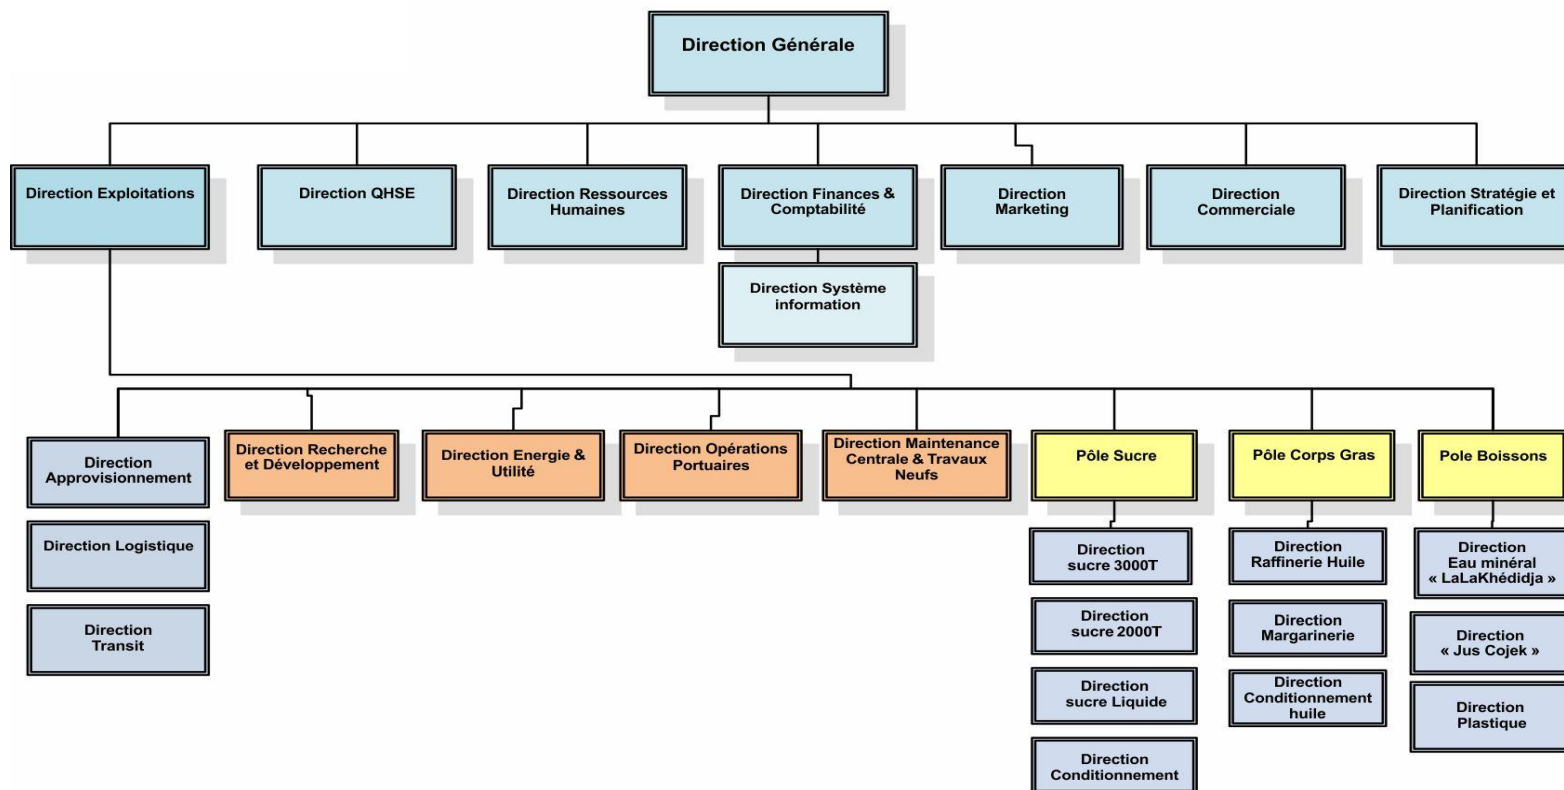 Direction Générale
Direction Exploitations
Direction QHSE
Direction Ressources
Humaines
Direction Finances &
Comptabilité
Direction
Marketing
Direction
Commerciale
Direction Stratégie et
Planification
Direction Système
information
Direction
Approvisionnement
Direction Recherche
et Développement
Direction Energie &
Utilité
Direction Opérations
Portuaires
Direction Maintenance
Centrale & Travaux
Neufs
Pôle Sucre
Pôle Corps Gras
Pole Boissons
Direction Logistique
Direction
Transit
Direction
sucre 3000T
Direction
sucre 2000T
Direction
sucre Liquide
Direction
Conditionnement
Direction
Raffinerie Huile
Direction
Margarinerie
Direction
Conditionnement
huile
Direction
Eau minéral
« LaLaKhédidja »
Direction
« Jus Cojek »
Direction
Plastique